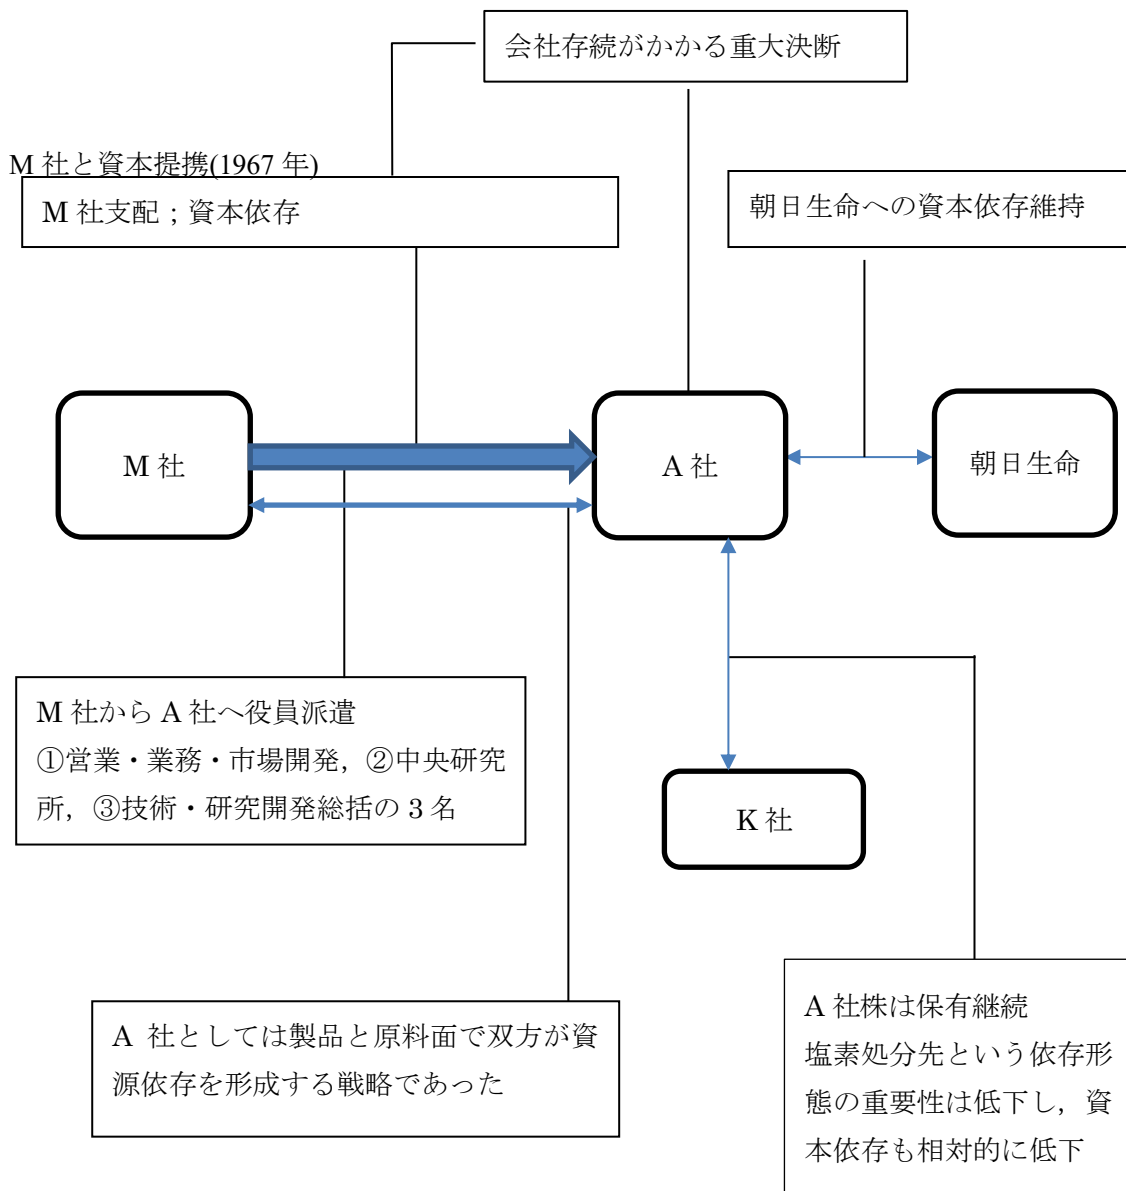 会社存続がかかる重大決断
M 社と資本提携(1967 年)
M 社支配；資本依存
朝日生命への資本依存維持
M 社
A 社
朝日生命
M 社から A 社へ役員派遣
①営業・業務・市場開発，②中央研究
所，③技術・研究開発総括の 3 名
K 社
A 社としては製品と原料面で双方が資
源依存を形成する戦略であった
A 社株は保有継続
塩素処分先という依存形
態の重要性は低下し，資
本依存も相対的に低下